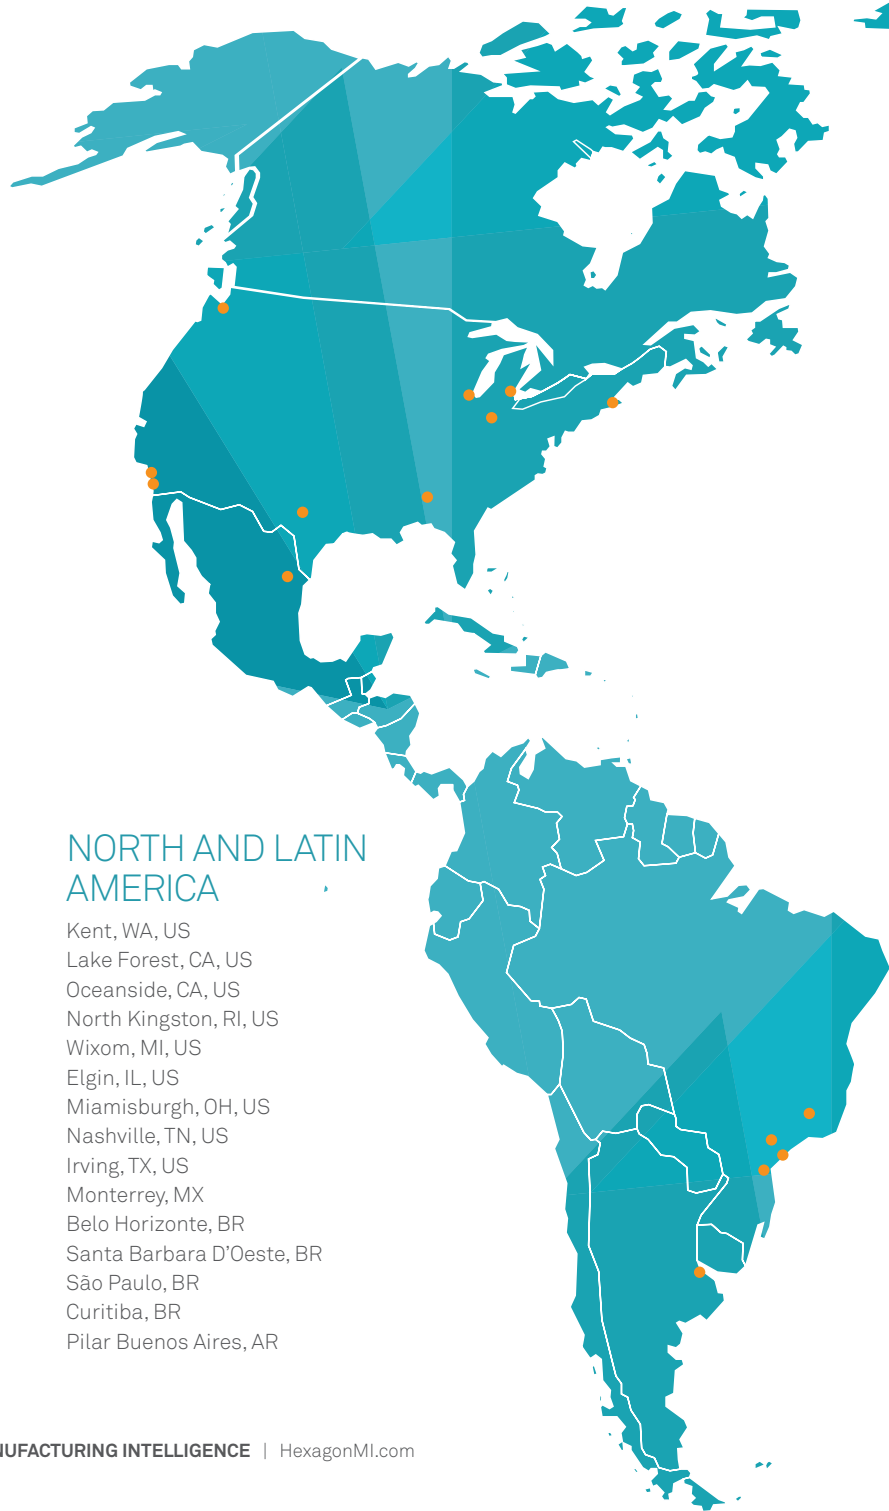 NORTH AND LATIN
AMERICA
Kent, WA, US
Lake Forest, CA, US
Oceanside, CA, US
North Kingston, RI, US
Wixom, MI, US
Elgin, IL, US
Miamisburgh, OH, US
Nashville, TN, US
Irving, TX, US
Monterrey, MX
Belo Horizonte, BR
Santa Barbara D’Oeste, BR
São Paulo, BR
Curitiba, BR
Pilar Buenos Aires, AR
NUFACTURING INTELLIGENCE | HexagonMI.com